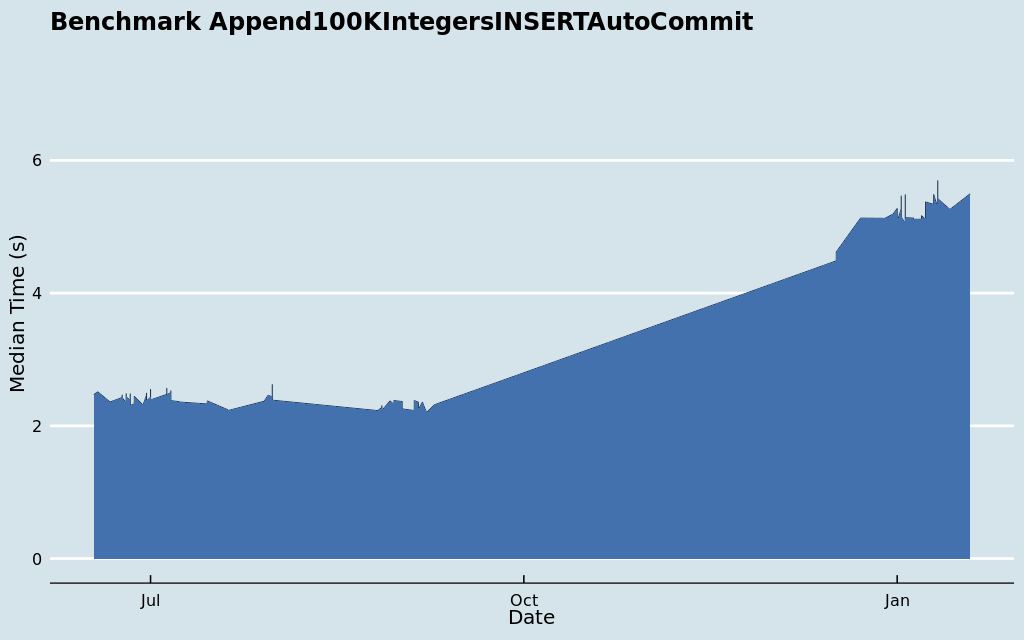 Benchmark Append100KIntegersINSERTAutoCommit
Median Time (s)
6
4
2
0
Jul
Oct
Jan
Date